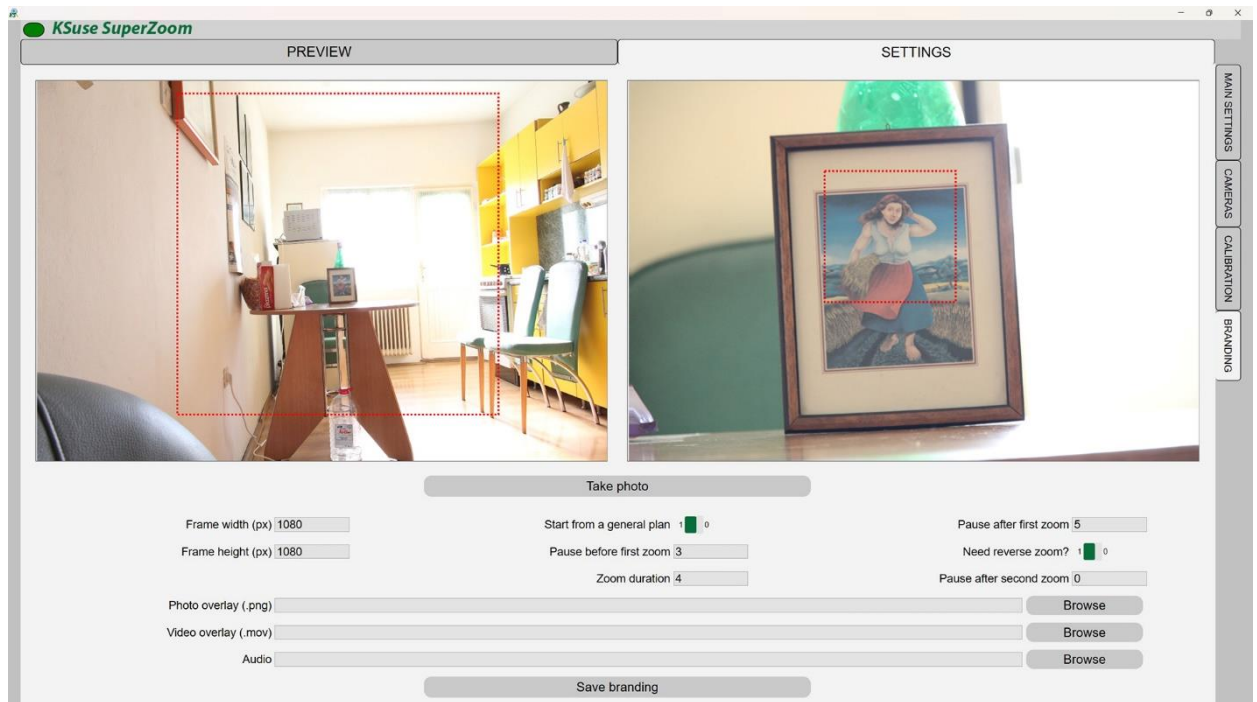 KSuse SuperZoom
PREVIEW
SETTINGS
MAIN SETTINGS
CAMERAS
CALIBRATION
BRANDING
Take photo
Frame width (px) 1080
Start from a general plan 1 0
Pause after first zoom 5
Frame height (px) 1080
Pause before first zoom 3
Need reverse zoom? 1 0
Zoom duration 4
Pause after second zoom 0
Photo overlay (.png) Browse
Video overlay (.mov) Browse
Audio Browse
Save branding